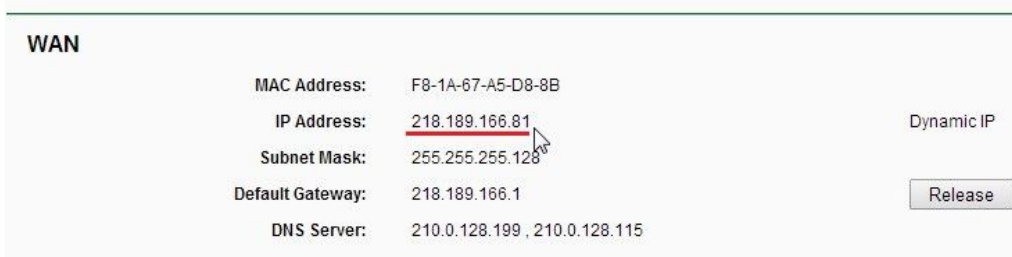 WAN
MAC Address: F8-1A-67-A5-D8-8B
IP Address: 218.189.166.81 Dynamic IP
Subnet Mask: 255.255.255.128
Default Gateway: 218.189.166.1 Release
DNS Server: 210.0.128.199 , 210.0.128.115